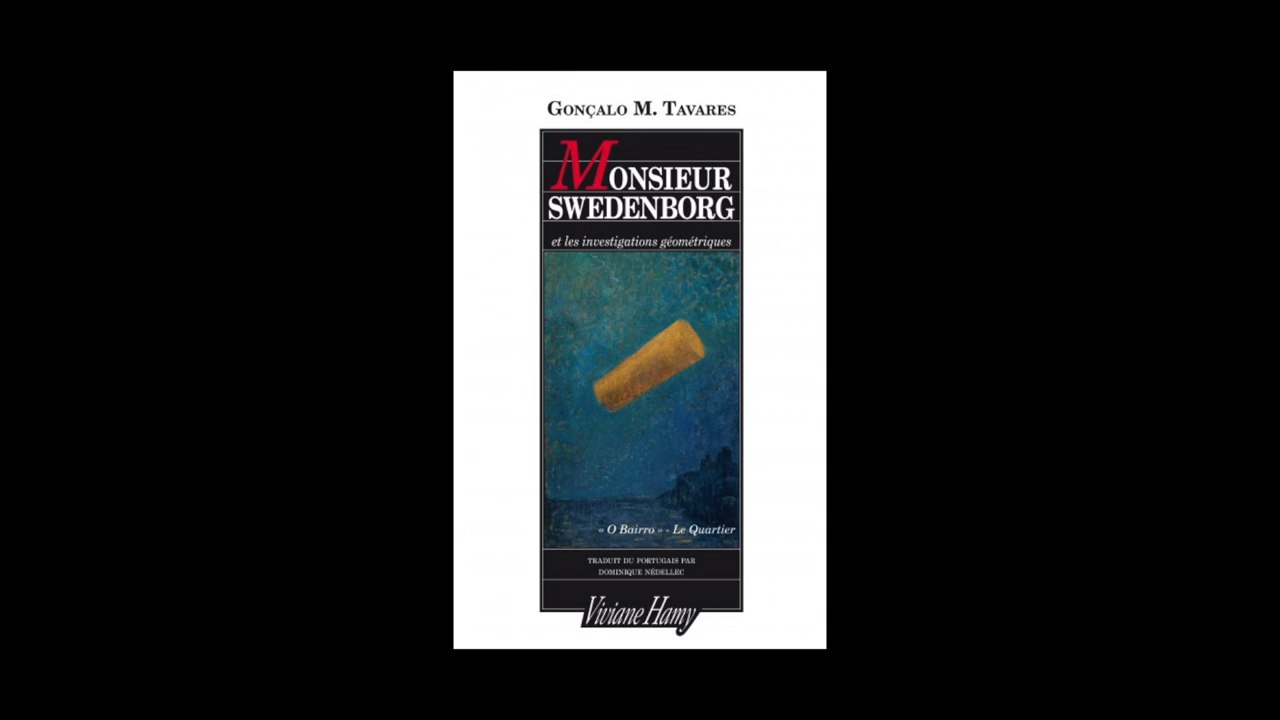 Gonçalo M. Tavares
Monsieur
Swedenborg
et les investigations géométriques
« O Bairro » - Le Quartier
traduit du portugais par
Dominique Nédellec
Viviane Hamy